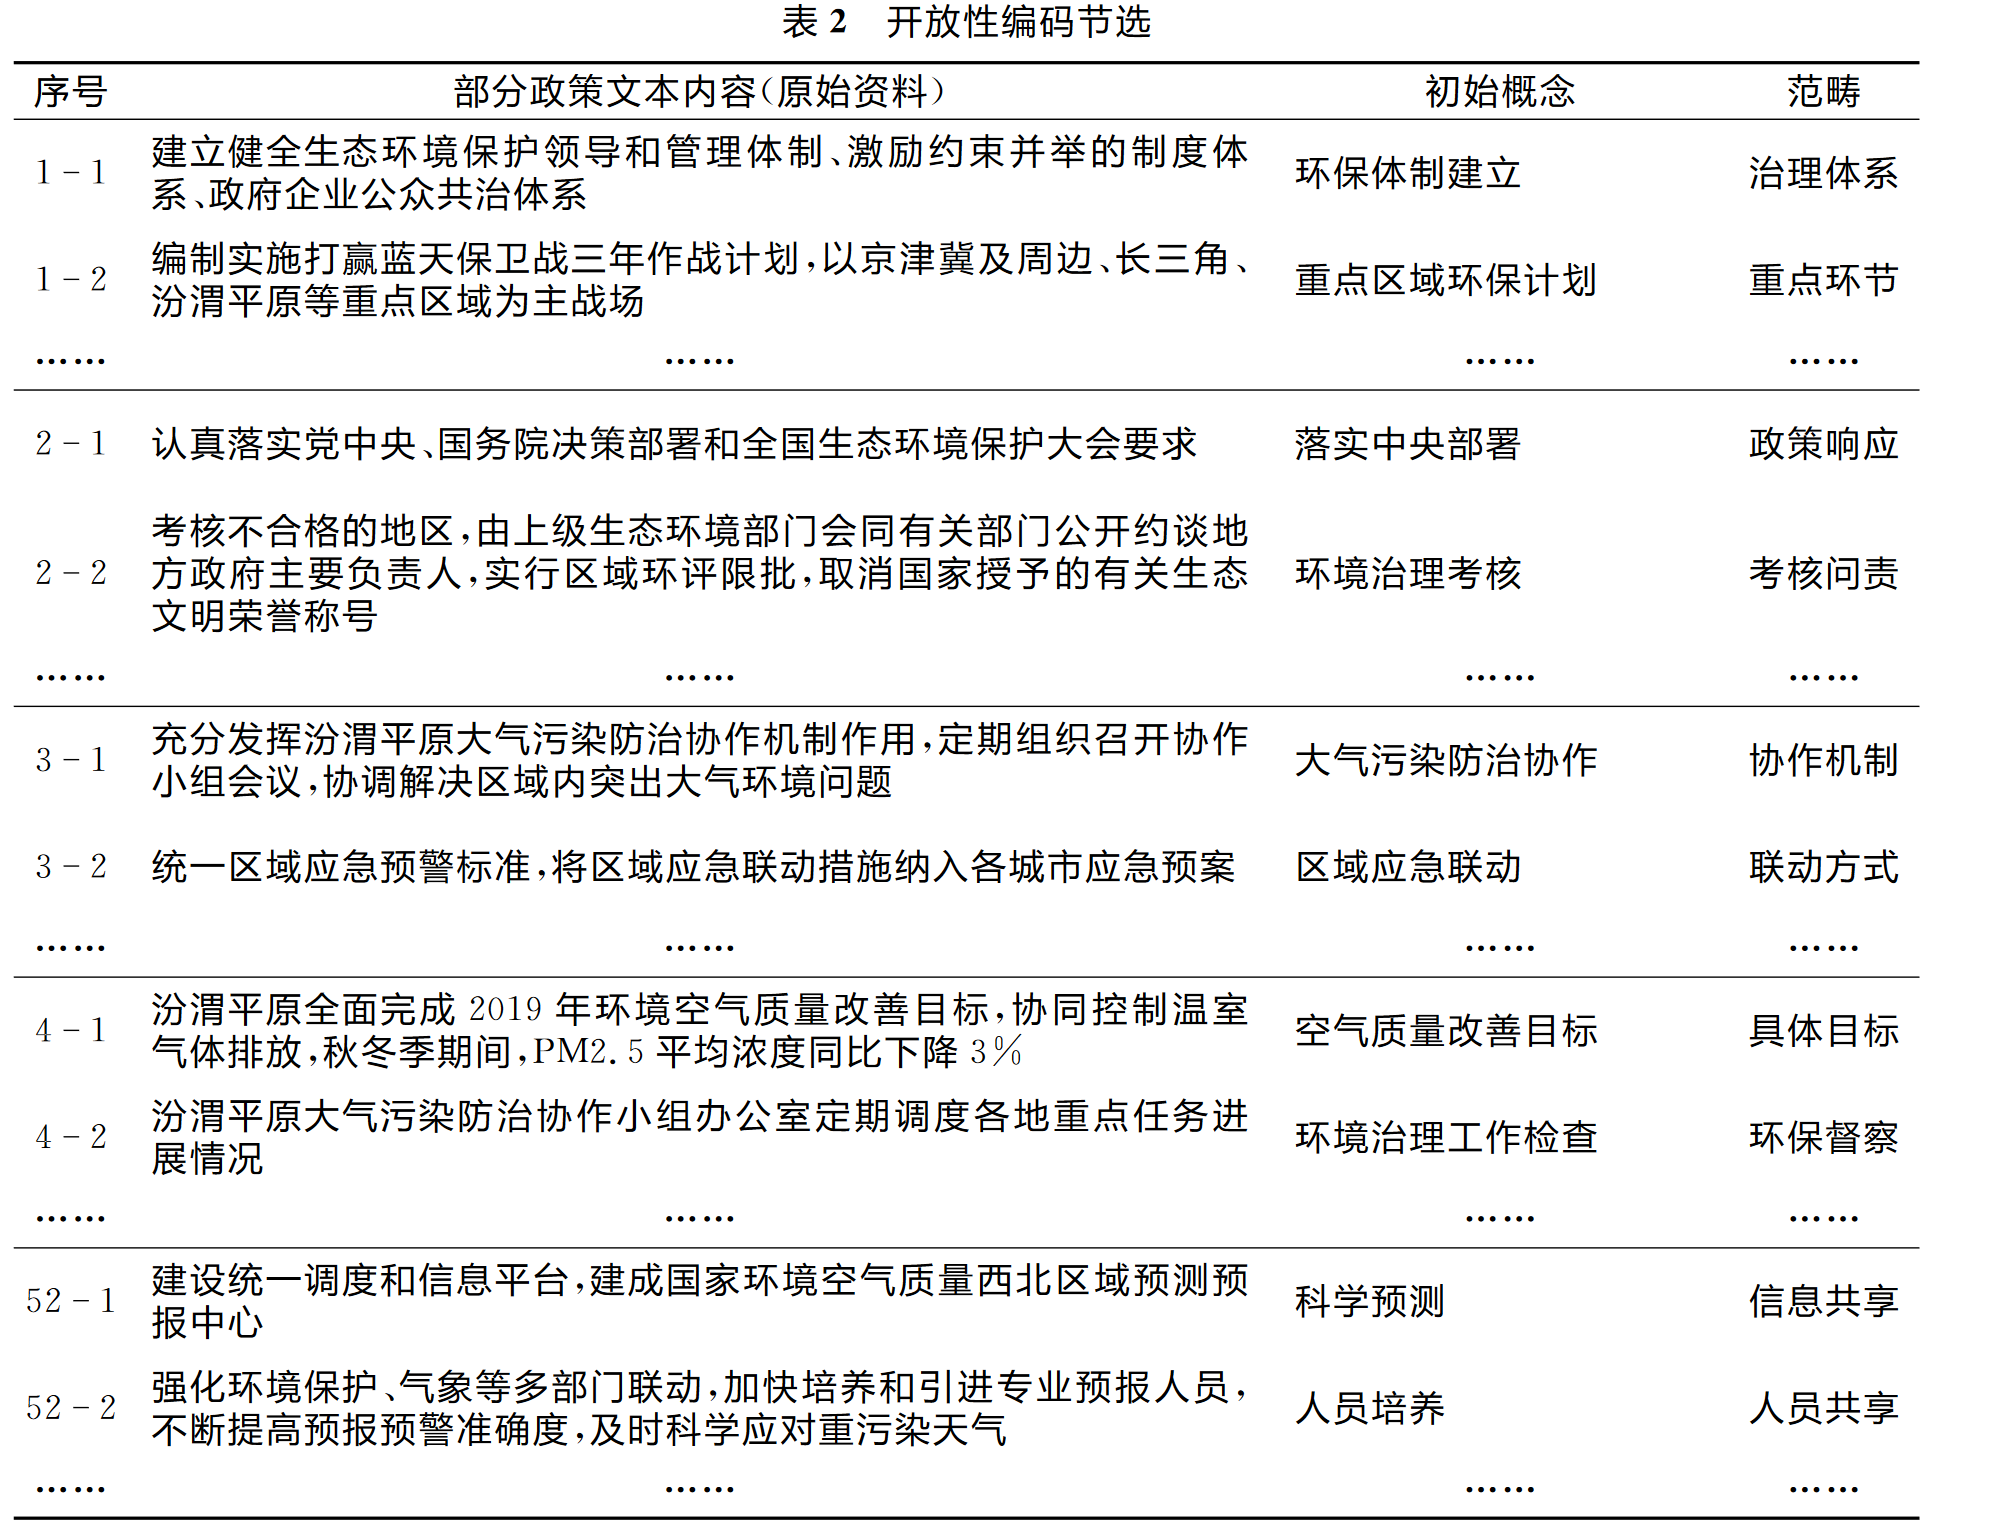 表 2 开放性编码节选
序号 部分政策文本内容(原始资料) 初始概念 范畴
建立健全生态环境保护领导和管理体制、激励约束并举的制度体
1-1 环保体制建立 治理体系
系、政府企业公众共治体系
编制实施打赢蓝天保卫战三年作战计划,以京津冀及周边、长三角、
1-2 重点区域环保计划 重点环节
汾渭平原等重点区域为主战场
…… …… …… ……
2-1 认真落实党中央、国务院决策部署和全国生态环境保护大会要求 落实中央部署 政策响应
考核不合格的地区,由上级生态环境部门会同有关部门公开约谈地
2-2 方政府主要负责人,实行区域环评限批,取消国家授予的有关生态 环境治理考核 考核问责
文明荣誉称号
…… …… …… ……
充分发挥汾渭平原大气污染防治协作机制作用,定期组织召开协作
3-1 大气污染防治协作 协作机制
小组会议,协调解决区域内突出大气环境问题
3-2 统一区域应急预警标准,将区域应急联动措施纳入各城市应急预案 区域应急联动 联动方式
…… …… …… ……
汾渭平原全面完成 2019 年环境空气质量改善目标,协同控制温室
4-1 空气质量改善目标 具体目标
气体排放,秋冬季期间,PM2.5 平均浓度同比下降 3%
汾渭平原大气污染防治协作小组办公室定期调度各地重点任务进
4-2 环境治理工作检查 环保督察
展情况
…… …… …… ……
建设统一调度和信息平台,建成国家环境空气质量西北区域预测预
52-1 科学预测 信息共享
报中心
强化环境保护、气象等多部门联动,加快培养和引进专业预报人员,
52-2 人员培养 人员共享
不断提高预报预警准确度,及时科学应对重污染天气
…… …… …… ……